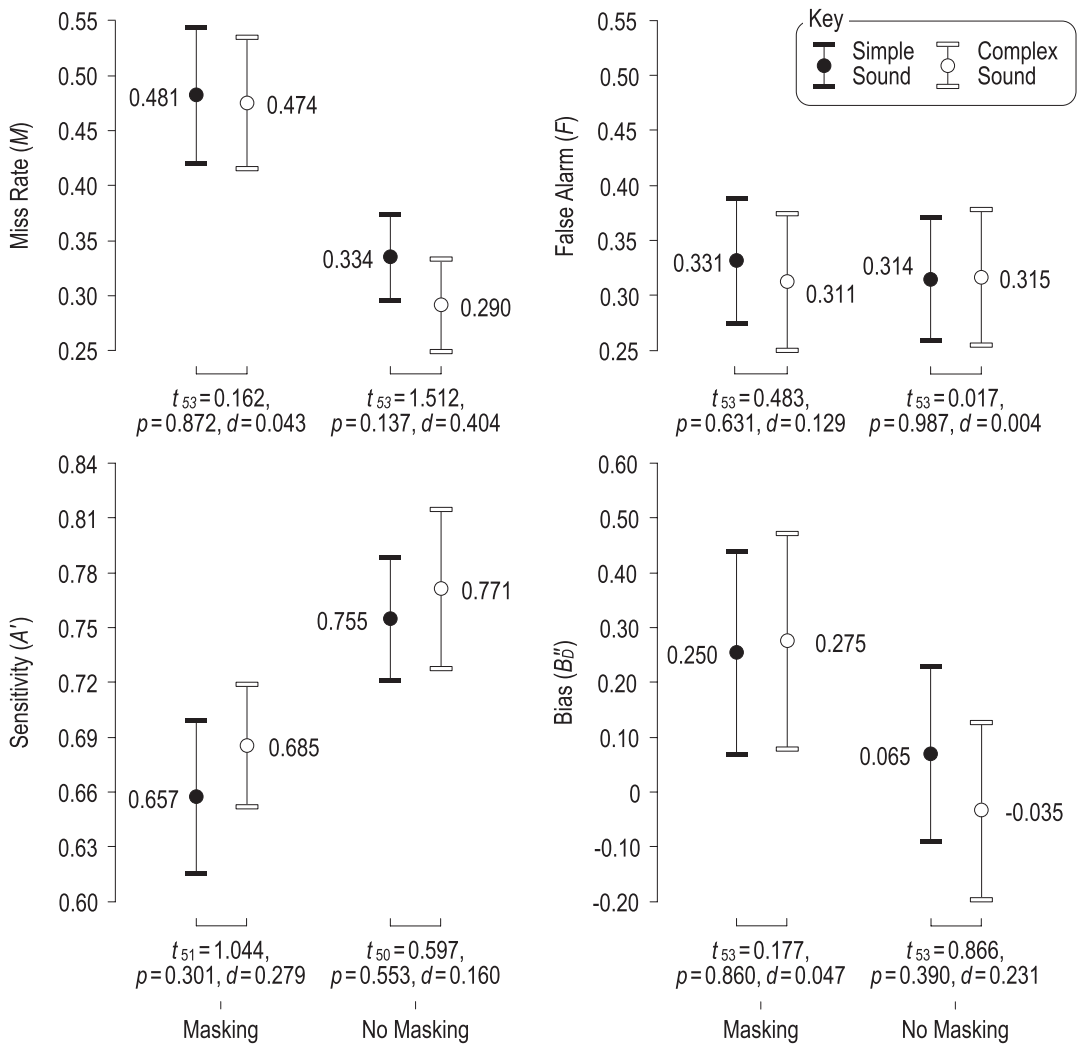 Miss Rate (M)
0.55
0.50
0.45
0.40
0.35
0.30
0.25
0.481
0.474
0.334
0.290
t53=0.162,
p=0.872, d=0.043
t53=1.512,
p=0.137, d=0.404
False Alarm (F)
0.55
0.50
0.45
0.40
0.35
0.30
0.25
Key
Simple
Sound
Complex
Sound
0.331
0.311
0.314
0.315
t53=0.483,
p=0.631, d=0.129
t53=0.017,
p=0.987, d=0.004
Sensitivity (A')
0.84
0.81
0.78
0.75
0.72
0.69
0.66
0.63
0.60
0.657
0.685
0.755
0.771
t51=1.044,
p=0.301, d=0.279
t50=0.597,
p=0.553, d=0.160
Masking
No Masking
Bias (B″D)
0.60
0.50
0.40
0.30
0.20
0.10
0
-0.10
-0.20
0.250
0.275
0.065
-0.035
t53=0.177,
p=0.860, d=0.047
t53=0.866,
p=0.390, d=0.231
Masking
No Masking